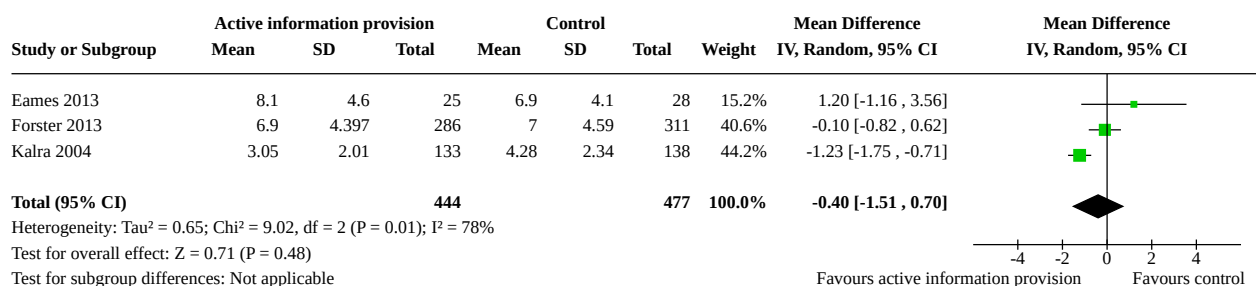 Active information provision Control Mean Difference Mean Difference
Study or Subgroup Mean SD Total Mean SD Total Weight IV, Random, 95% CI IV, Random, 95% CI
Eames 2013 8.1 4.6 25 6.9 4.1 28 15.2% 1.20 [-1.16 , 3.56]
Forster 2013 6.9 4.397 286 7 4.59 311 40.6% -0.10 [-0.82 , 0.62]
Kalra 2004 3.05 2.01 133 4.28 2.34 138 44.2% -1.23 [-1.75 , -0.71]
Total (95% CI) 444 477 100.0% -0.40 [-1.51 , 0.70]
Heterogeneity: Tau² = 0.65; Chi² = 9.02, df = 2 (P = 0.01); I² = 78%
Test for overall effect: Z = 0.71 (P = 0.48) -4 -2 0 2 4
Test for subgroup differences: Not applicable Favours active information provision Favours control